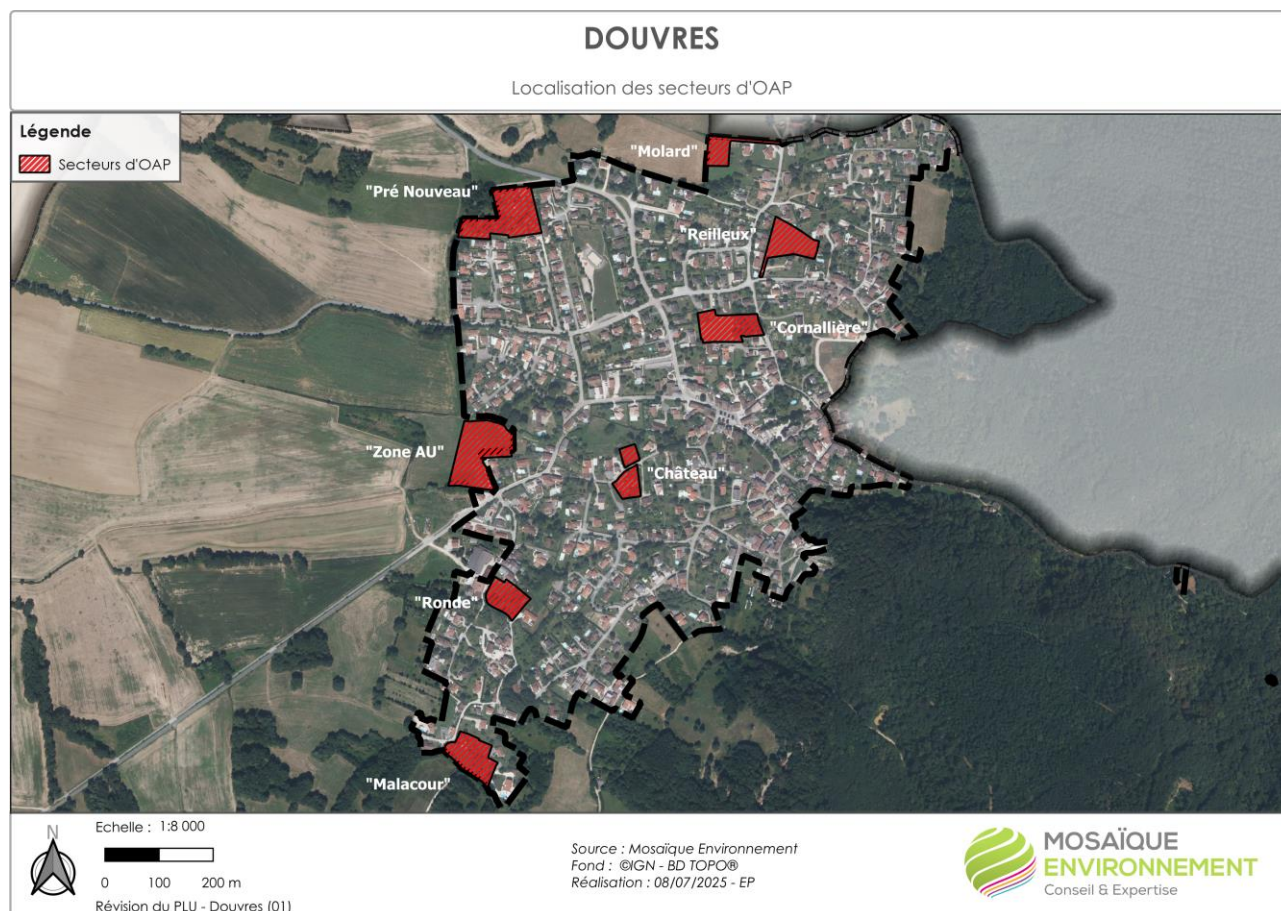 DOUVRES
Localisation des secteurs d'OAP
Légende
Secteurs d'OAP
"Molard"
"Pré Nouveau"
"Reilleux"
"Cornallière"
"Zone AU"
"Château"
"Ronde"
"Malacour"
N
Echelle : 1:8 000
0 100 200 m
Révision du PLU - Douvres (01)
Source : Mosaïque Environnement
Fond : ©IGN - BD TOPO®
Réalisation : 08/07/2025 - EP
MOSAÏQUE
ENVIRONNEMENT
Conseil & Expertise